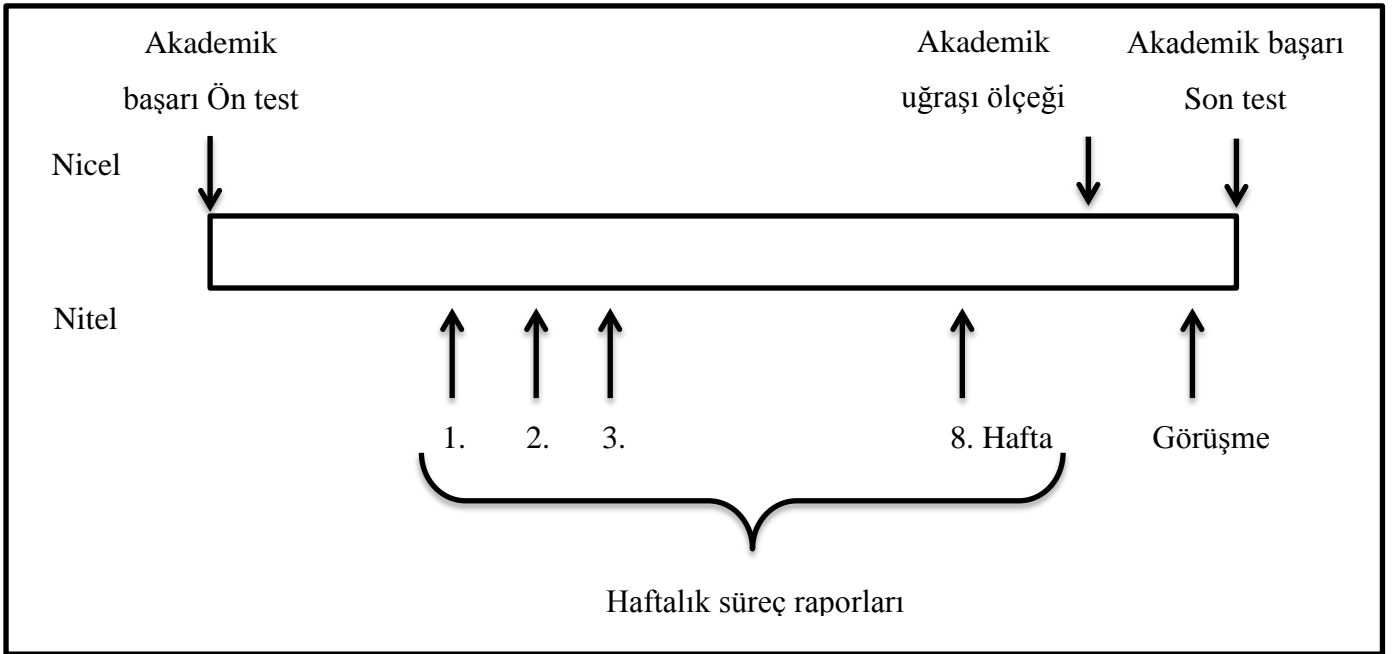 Akademik
başarı Ön test
Akademik
uğraşı ölçeği
Akademik başarı
Son test
Nicel
Nitel
1. 2. 3. 8. Hafta Görüşme
Haftalık süreç raporları